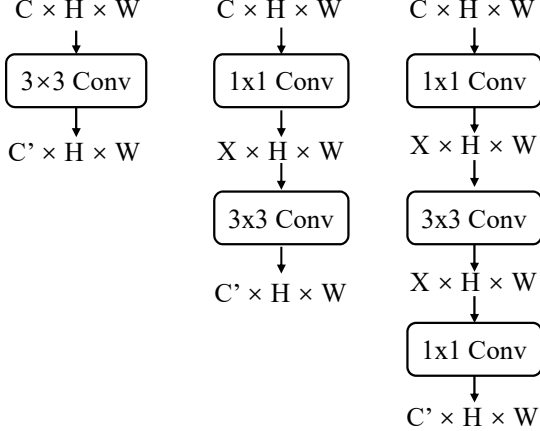 C × H × W
3×3 Conv
C’ × H × W
C × H × W
1x1 Conv
X × H × W
3x3 Conv
C’ × H × W
C × H × W
1x1 Conv
X × H × W
3x3 Conv
X × H × W
1x1 Conv
C’ × H × W